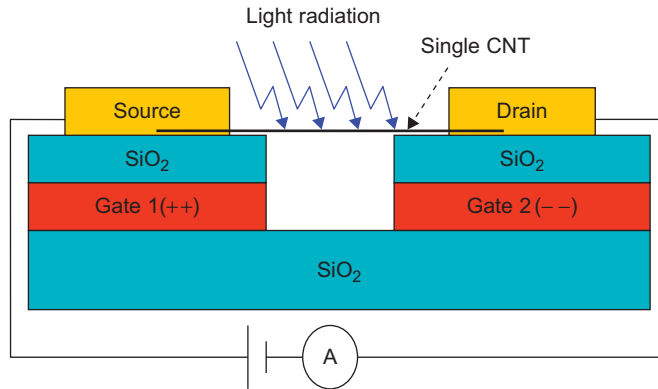 Light radiation
Single CNT
Source
Drain
SiO₂
SiO₂
Gate 1(++)
Gate 2(− −)
SiO₂
A